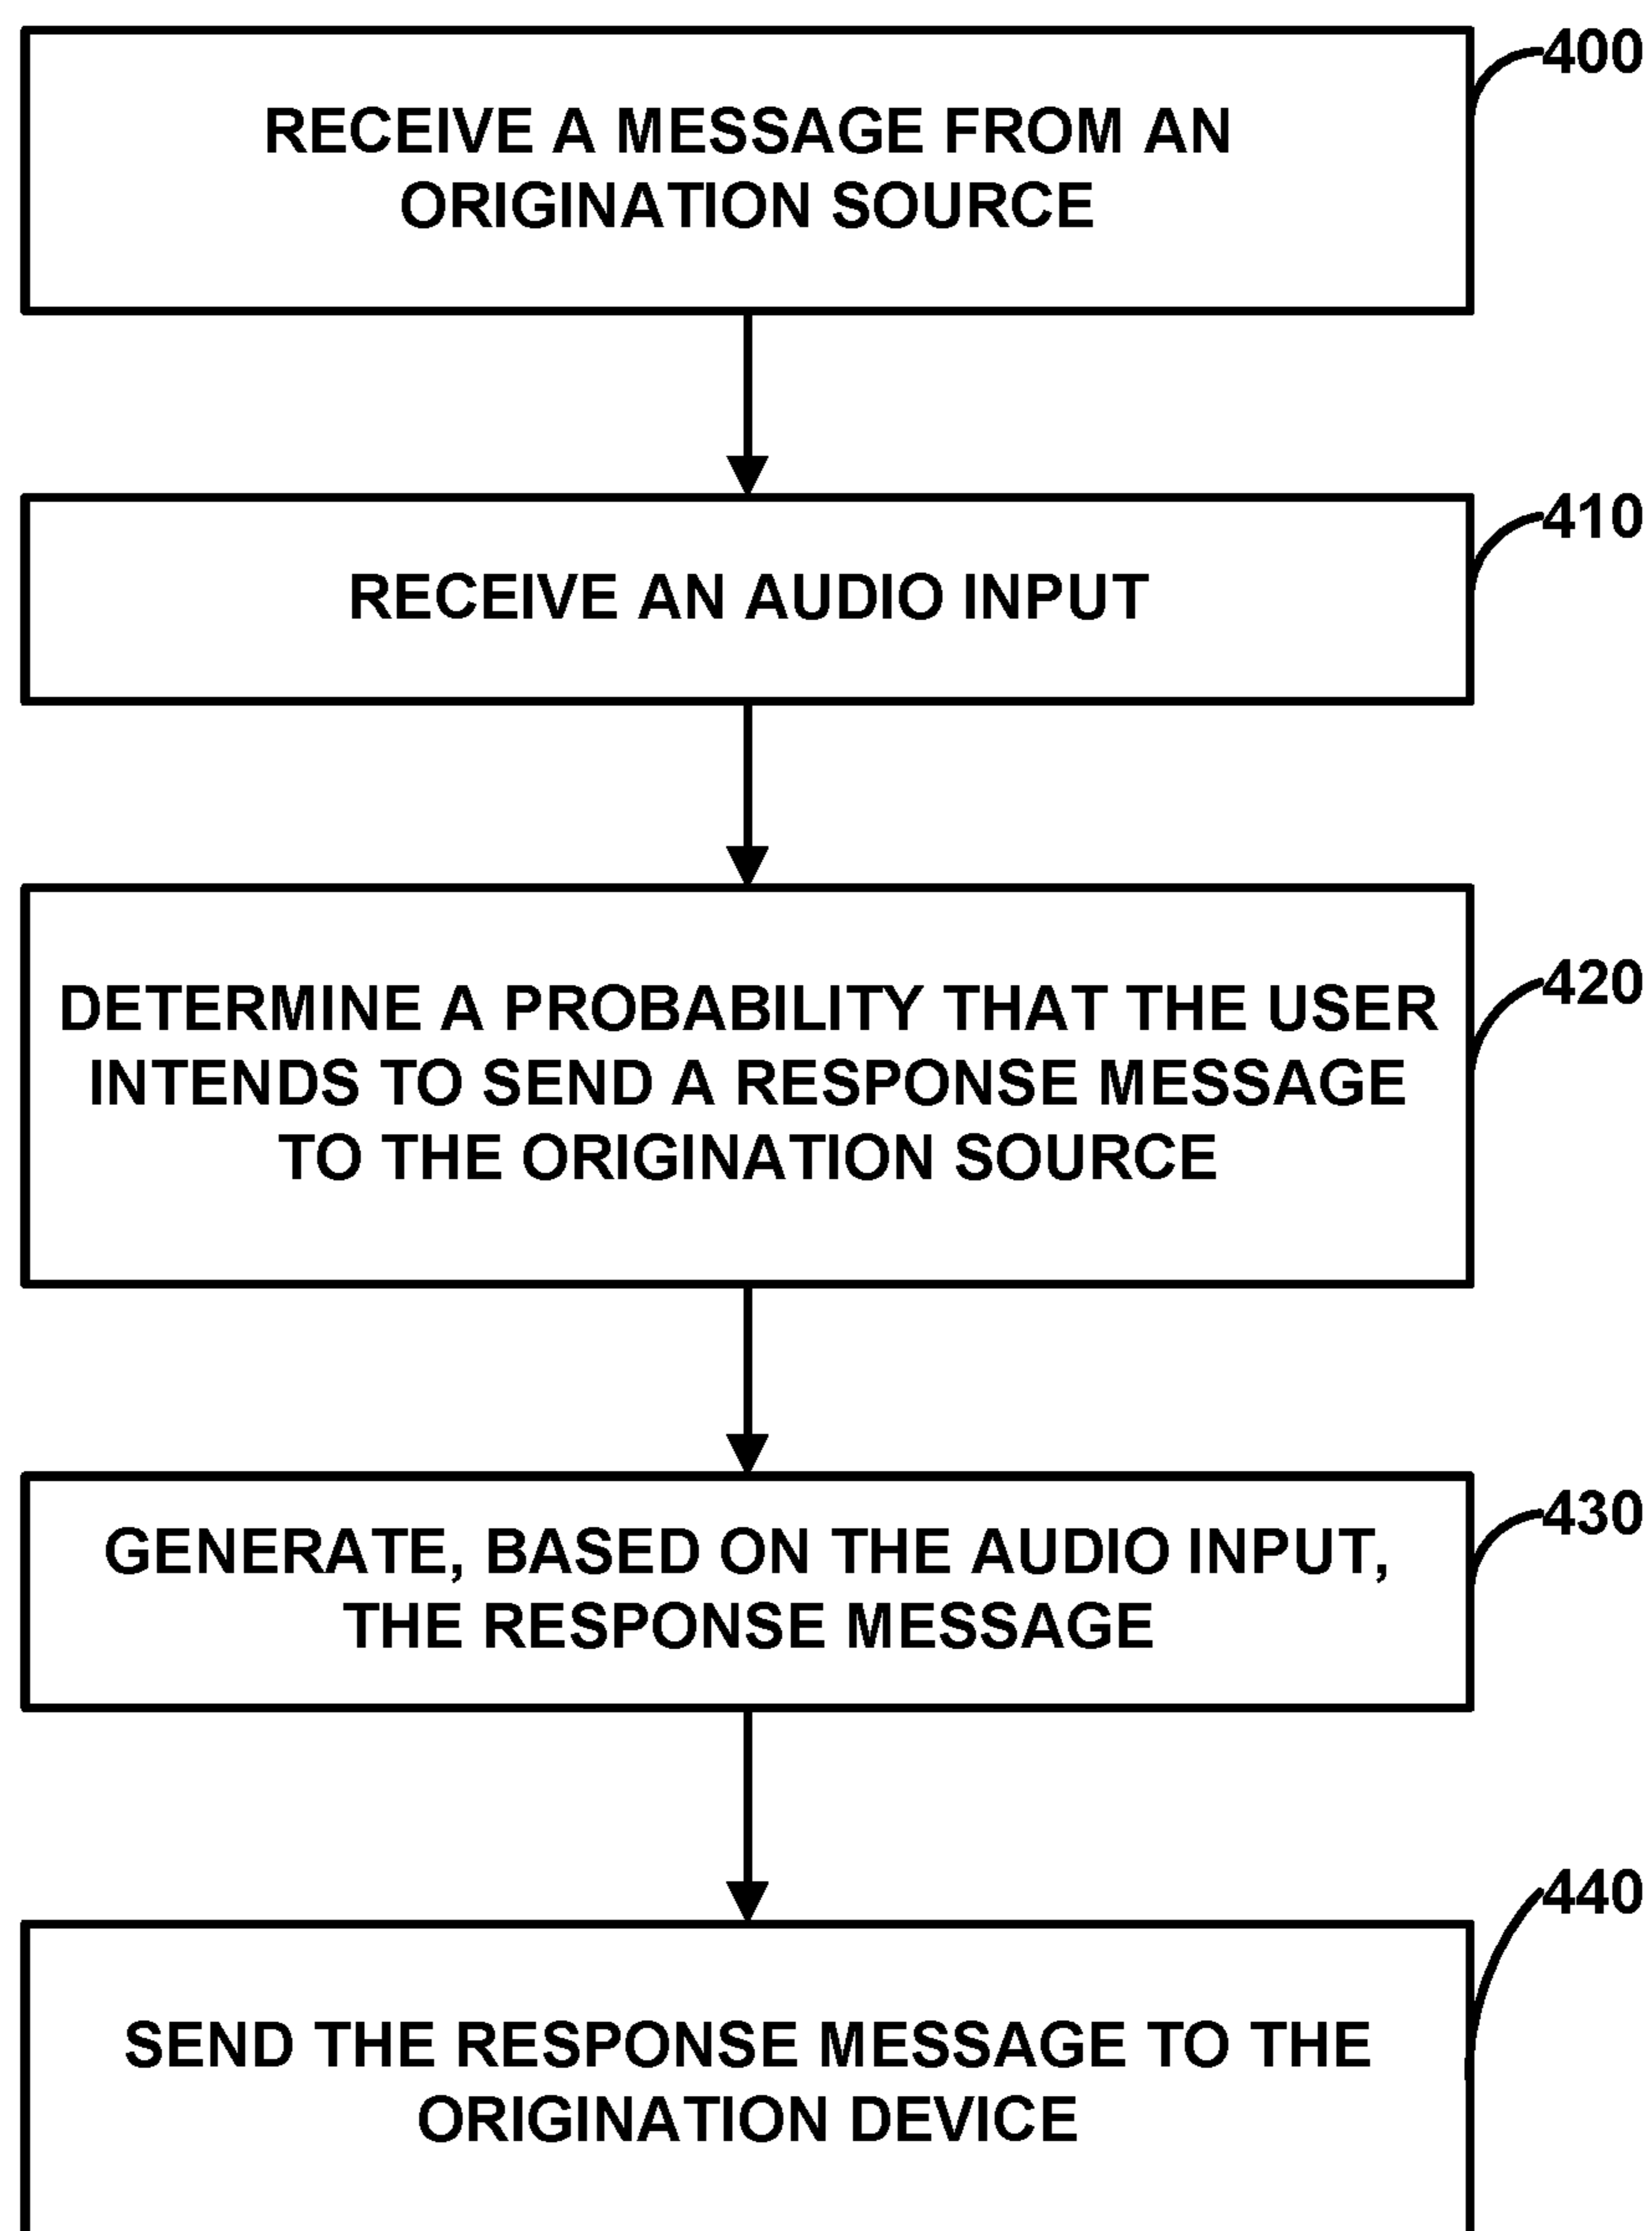 400
RECEIVE A MESSAGE FROM AN
ORIGINATION SOURCE
410
RECEIVE AN AUDIO INPUT
420
DETERMINE A PROBABILITY THAT THE USER
INTENDS TO SEND A RESPONSE MESSAGE
TO THE ORIGINATION SOURCE
430
GENERATE, BASED ON THE AUDIO INPUT,
THE RESPONSE MESSAGE
440
SEND THE RESPONSE MESSAGE TO THE
ORIGINATION DEVICE